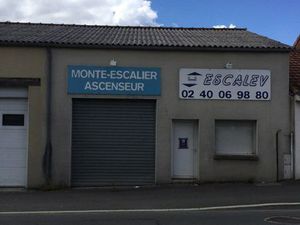 MONTE-ESCALIER
ASCENSEUR
ESCALEV
02 40 06 98 80